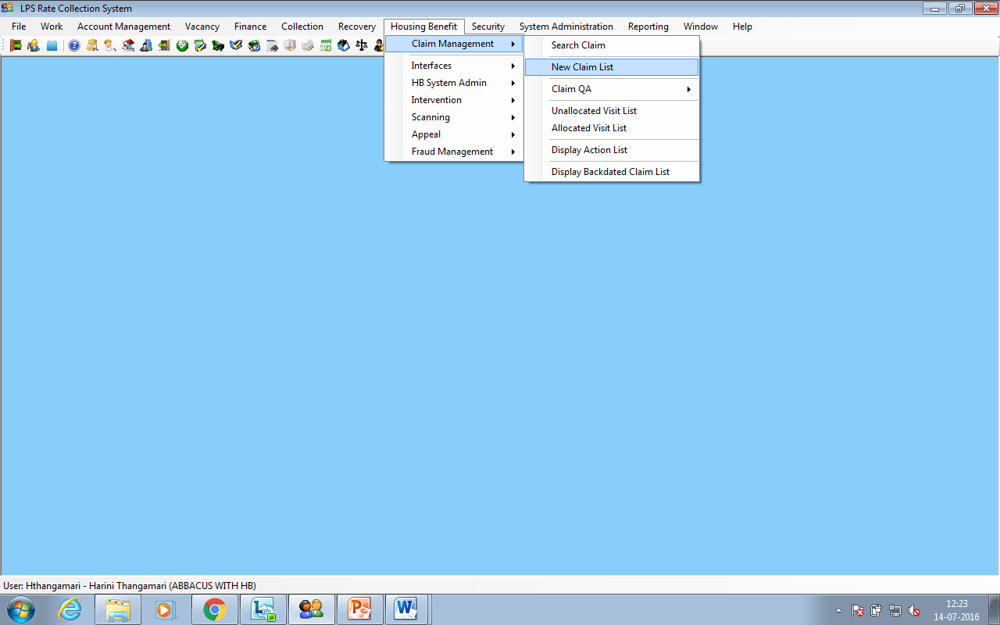 LPS Rate Collection System
File Work Account Management Vacancy Finance Collection Recovery Housing Benefit Security System Administration Reporting Window Help
Claim Management
Interfaces
HB System Admin
Intervention
Scanning
Appeal
Fraud Management
Search Claim
New Claim List
Claim QA
Unallocated Visit List
Allocated Visit List
Display Action List
Display Backdated Claim List
User: Hthangamari - Harini Thangamari (ABBACUS WITH HB)
12:23
14-07-2016